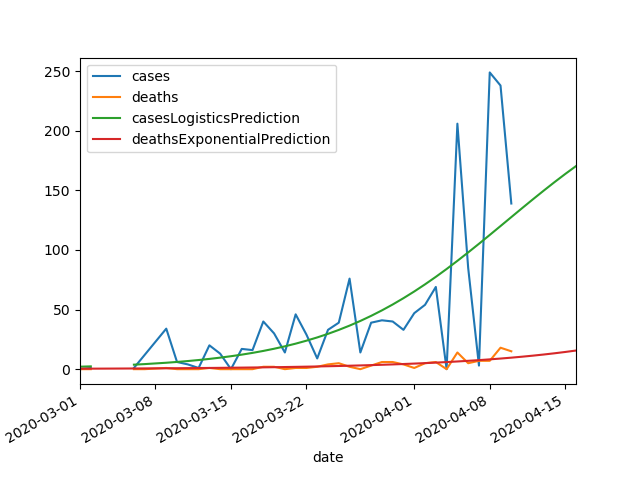 250
200
150
100
50
0
cases
deaths
casesLogisticsPrediction
deathsExponentialPrediction
2020-03-01
2020-03-08
2020-03-15
2020-03-22
2020-04-01
2020-04-08
2020-04-15
date